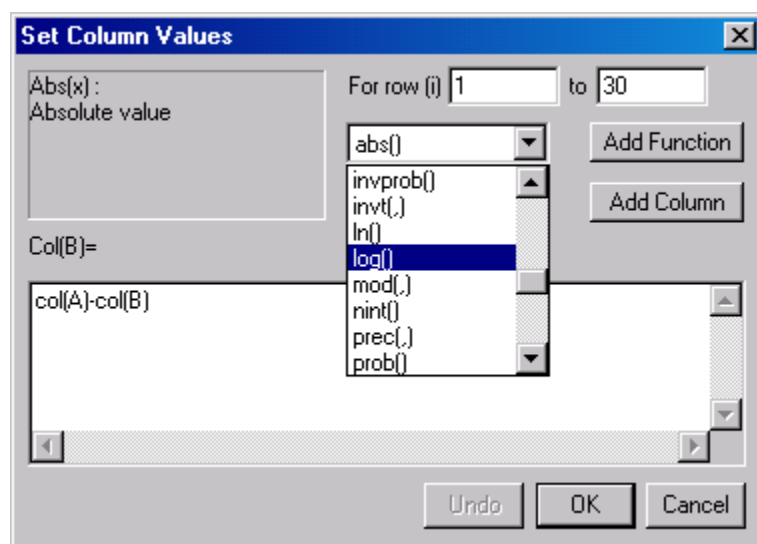 Set Column Values
Abs(x) :
Absolute value
For row (i) 1 to 30
abs()
Add Function
invprob()
invt(,)
ln()
log()
mod(,)
nint()
prec(,)
prob()
Add Column
Col(B)=
col(A)-col(B)
Undo OK Cancel